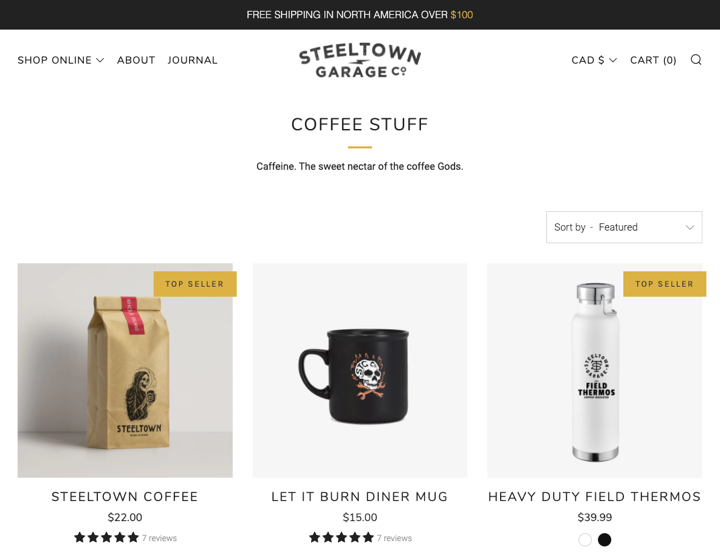 FREE SHIPPING IN NORTH AMERICA OVER $100
SHOP ONLINE ABOUT JOURNAL
STEELTOWN
GARAGE Cº
CAD $ CART (0)
COFFEE STUFF
Caffeine. The sweet nectar of the coffee Gods.
Sort by - Featured
TOP SELLER
STEELTOWN
TOP SELLER
STEELTOWN
GARAGE
FIELD
THERMOS
STEELTOWN COFFEE
$22.00
7 reviews
LET IT BURN DINER MUG
$15.00
7 reviews
HEAVY DUTY FIELD THERMOS
$39.99